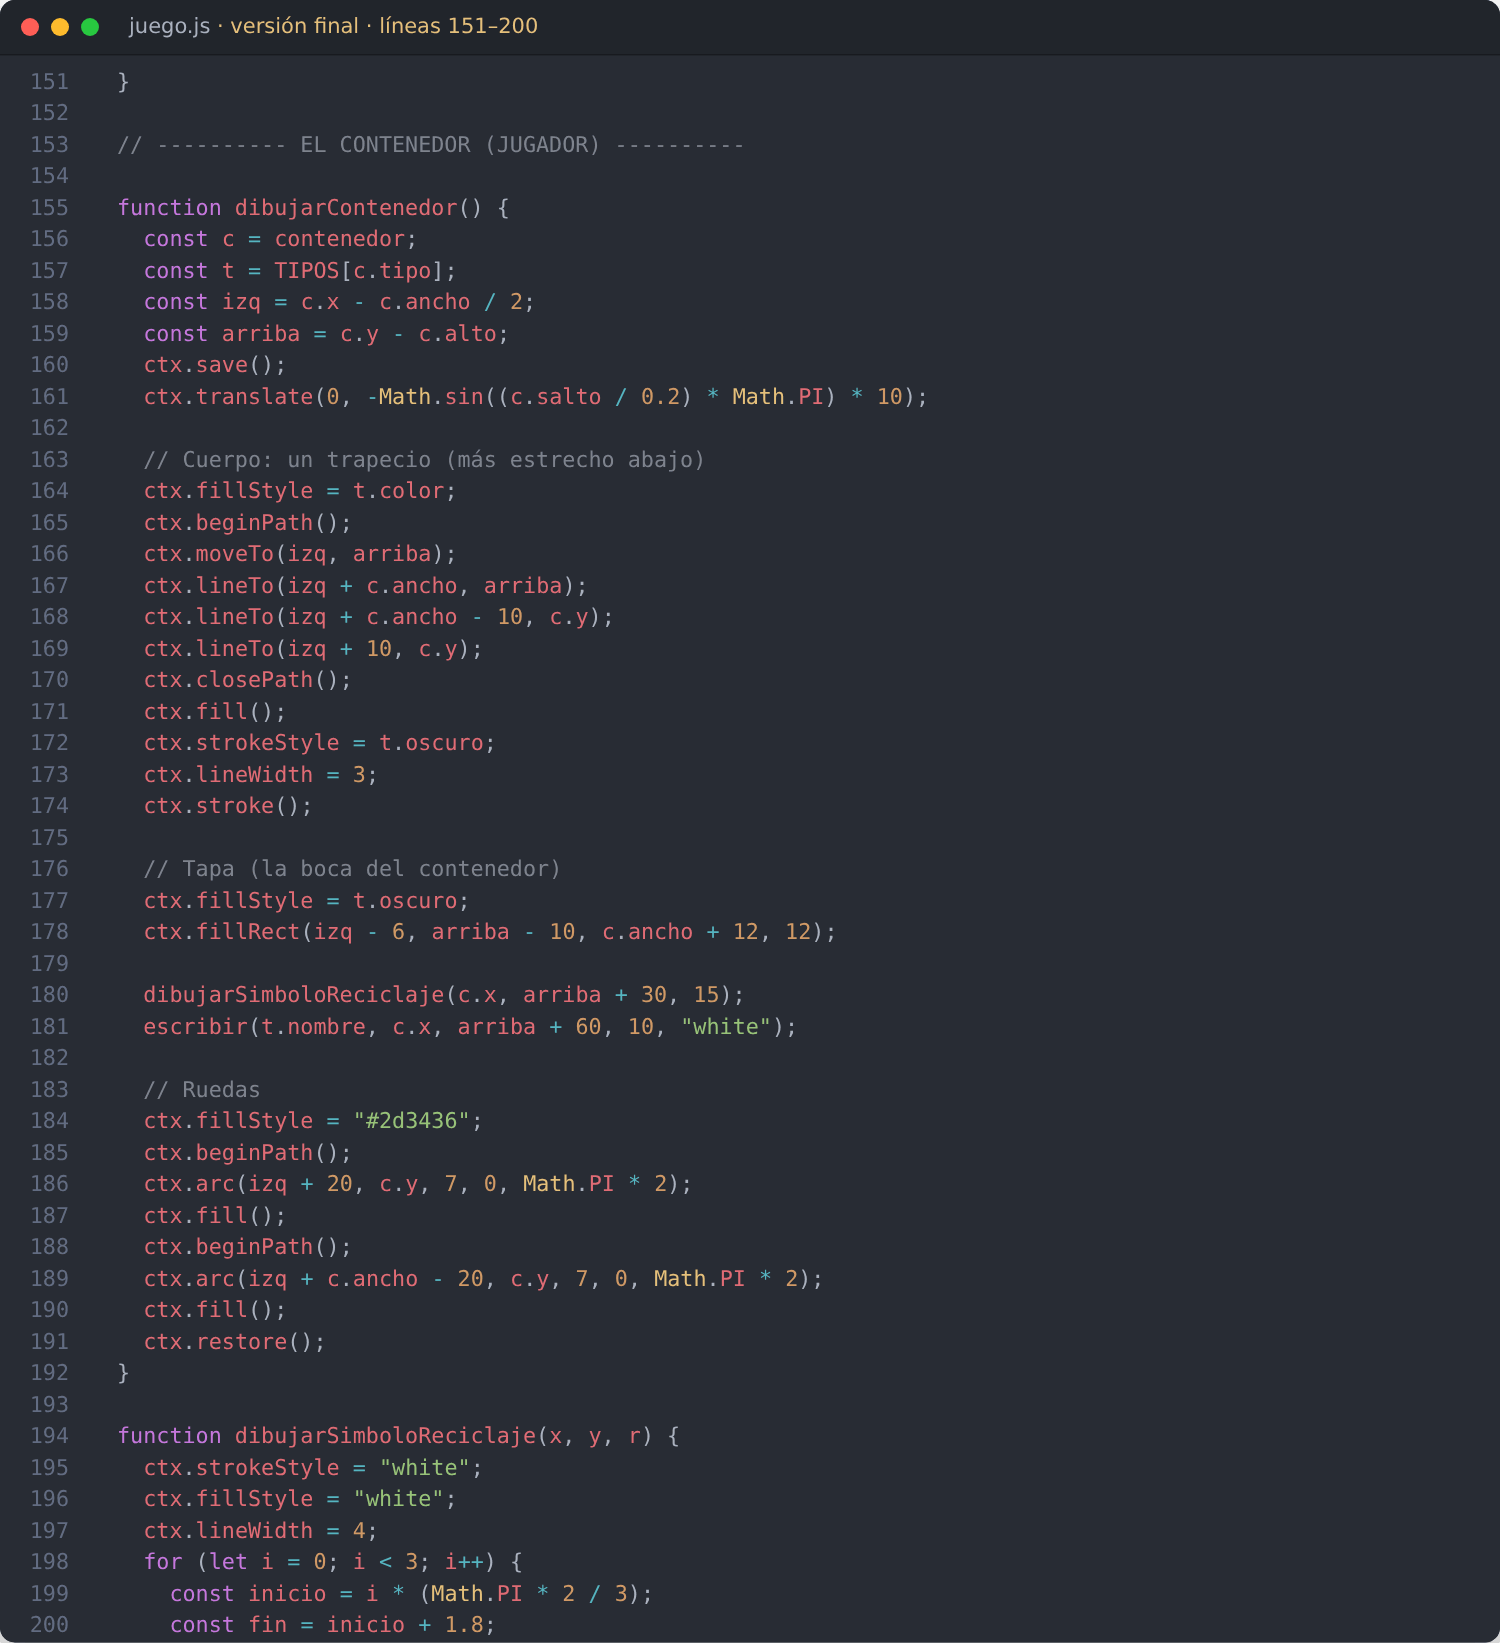 juego.js · versión final · líneas 151–200
151 }
152
153 // ---------- EL CONTENEDOR (JUGADOR) ----------
154
155 function dibujarContenedor() {
156   const c = contenedor;
157   const t = TIPOS[c.tipo];
158   const izq = c.x - c.ancho / 2;
159   const arriba = c.y - c.alto;
160   ctx.save();
161   ctx.translate(0, -Math.sin((c.salto / 0.2) * Math.PI) * 10);
162
163   // Cuerpo: un trapecio (más estrecho abajo)
164   ctx.fillStyle = t.color;
165   ctx.beginPath();
166   ctx.moveTo(izq, arriba);
167   ctx.lineTo(izq + c.ancho, arriba);
168   ctx.lineTo(izq + c.ancho - 10, c.y);
169   ctx.lineTo(izq + 10, c.y);
170   ctx.closePath();
171   ctx.fill();
172   ctx.strokeStyle = t.oscuro;
173   ctx.lineWidth = 3;
174   ctx.stroke();
175
176   // Tapa (la boca del contenedor)
177   ctx.fillStyle = t.oscuro;
178   ctx.fillRect(izq - 6, arriba - 10, c.ancho + 12, 12);
179
180   dibujarSimboloReciclaje(c.x, arriba + 30, 15);
181   escribir(t.nombre, c.x, arriba + 60, 10, "white");
182
183   // Ruedas
184   ctx.fillStyle = "#2d3436";
185   ctx.beginPath();
186   ctx.arc(izq + 20, c.y, 7, 0, Math.PI * 2);
187   ctx.fill();
188   ctx.beginPath();
189   ctx.arc(izq + c.ancho - 20, c.y, 7, 0, Math.PI * 2);
190   ctx.fill();
191   ctx.restore();
192 }
193
194 function dibujarSimboloReciclaje(x, y, r) {
195   ctx.strokeStyle = "white";
196   ctx.fillStyle = "white";
197   ctx.lineWidth = 4;
198   for (let i = 0; i < 3; i++) {
199     const inicio = i * (Math.PI * 2 / 3);
200     const fin = inicio + 1.8;